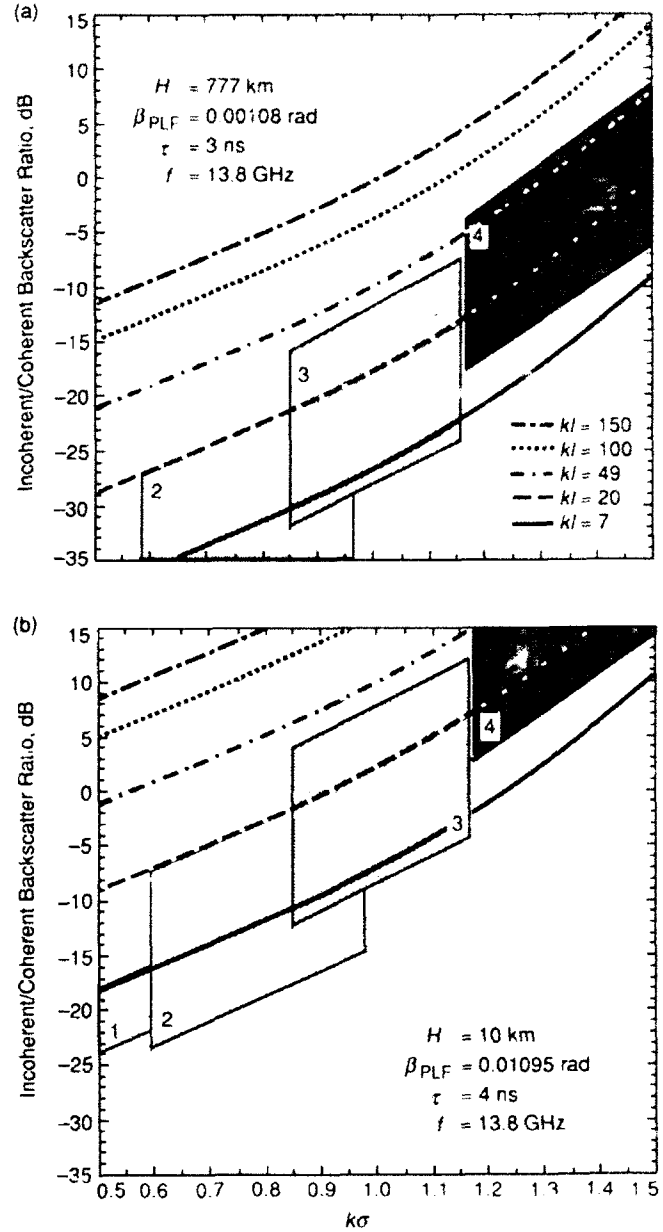 (a)
Incoherent/Coherent Backscatter Ratio, dB
15
10
5
0
−5
−10
−15
−20
−25
−30
−35
H = 777 km
βPLF = 0.00108 rad
τ = 3 ns
f = 13.8 GHz
4
3
2
kl = 150
kl = 100
kl = 49
kl = 20
kl = 7
(b)
Incoherent/Coherent Backscatter Ratio, dB
15
10
5
0
−5
−10
−15
−20
−25
−30
−35
4
3
1
2
H = 10 km
βPLF = 0.01095 rad
τ = 4 ns
f = 13.8 GHz
0.5 0.6 0.7 0.8 0.9 1.0 1.1 1.2 1.3 1.4 1.5
kσ